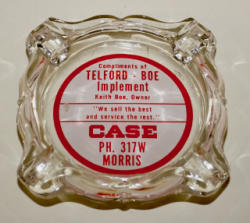 Compliments of
TELFORD - BOE
Implement
Keith Boe, Owner
"We sell the best
and service the rest."
CASE
PH. 317W
MORRIS